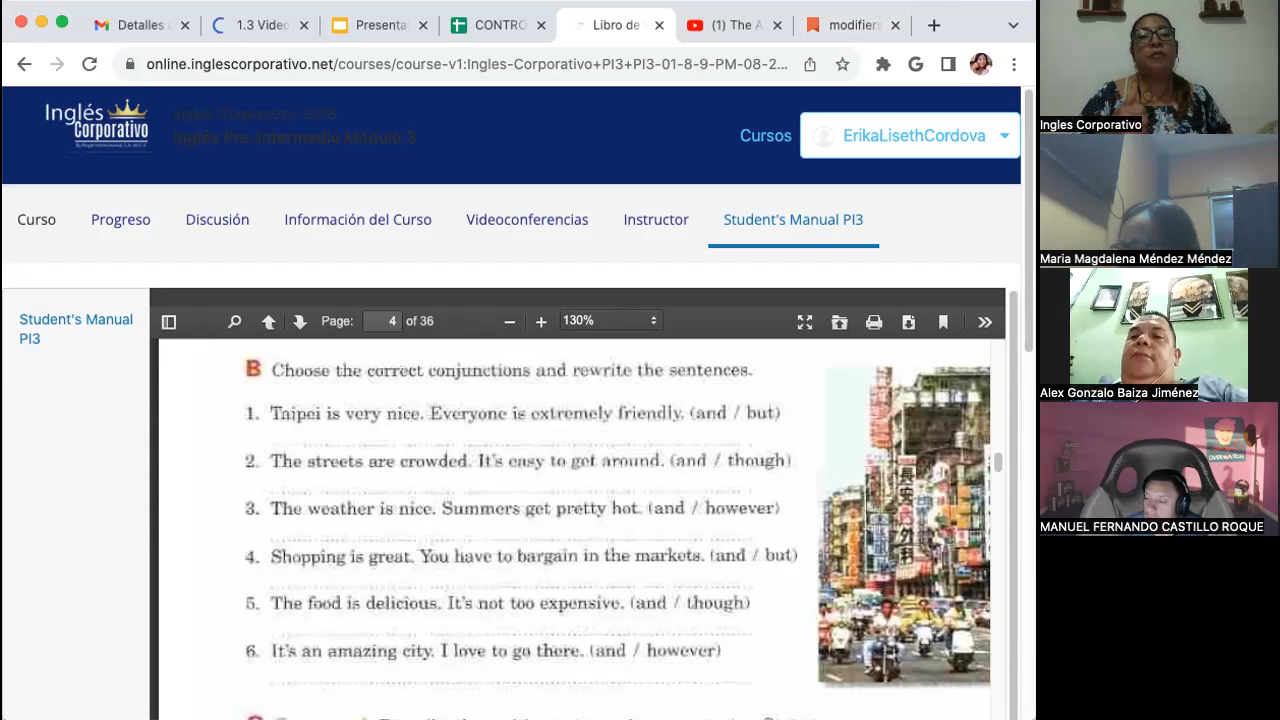 Detalles
1.3 Video
Presenta
CONTRO
Libro de
(1) The A
modifiers
online.inglescorporativo.net/courses/course-v1:Ingles-Corporativo+PI3+PI3-01-8-9-PM-08-2...
Inglés
Corporativo
Inglés Pre-Intermedio Módulo 3
Cursos
ErikaLisethCordova
Curso
Progreso
Discusión
Información del Curso
Videoconferencias
Instructor
Student's Manual PI3
Student's Manual
PI3
Page: 4 of 36
130%
B Choose the correct conjunctions and rewrite the sentences.
1. Taipei is very nice. Everyone is extremely friendly. (and / but)
2. The streets are crowded. It's easy to get around. (and / though)
3. The weather is nice. Summers get pretty hot. (and / however)
4. Shopping is great. You have to bargain in the markets. (and / but)
5. The food is delicious. It's not too expensive. (and / though)
6. It's an amazing city. I love to go there. (and / however)
Ingles Corporativo
Maria Magdalena Méndez Méndez
Alex Gonzalo Baiza Jiménez
OVERWATCH
MANUEL FERNANDO CASTILLO ROQUE